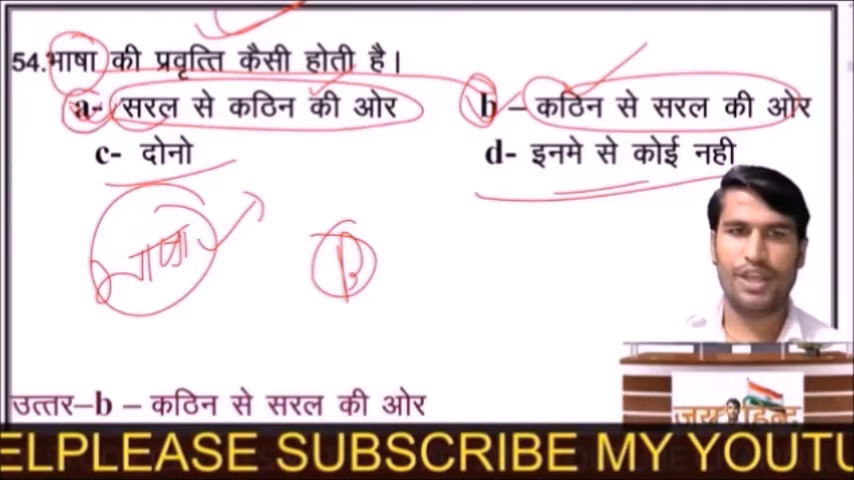 54.भाषा की प्रवृत्ति कैसी होती है।
a- सरल से कठिन की ओर b – कठिन से सरल की ओर
c- दोनो d- इनमे से कोई नही
भाषा
B
उत्तर–b – कठिन से सरल की ओर
जय हिन्द
ELPLEASE SUBSCRIBE MY YOUTU